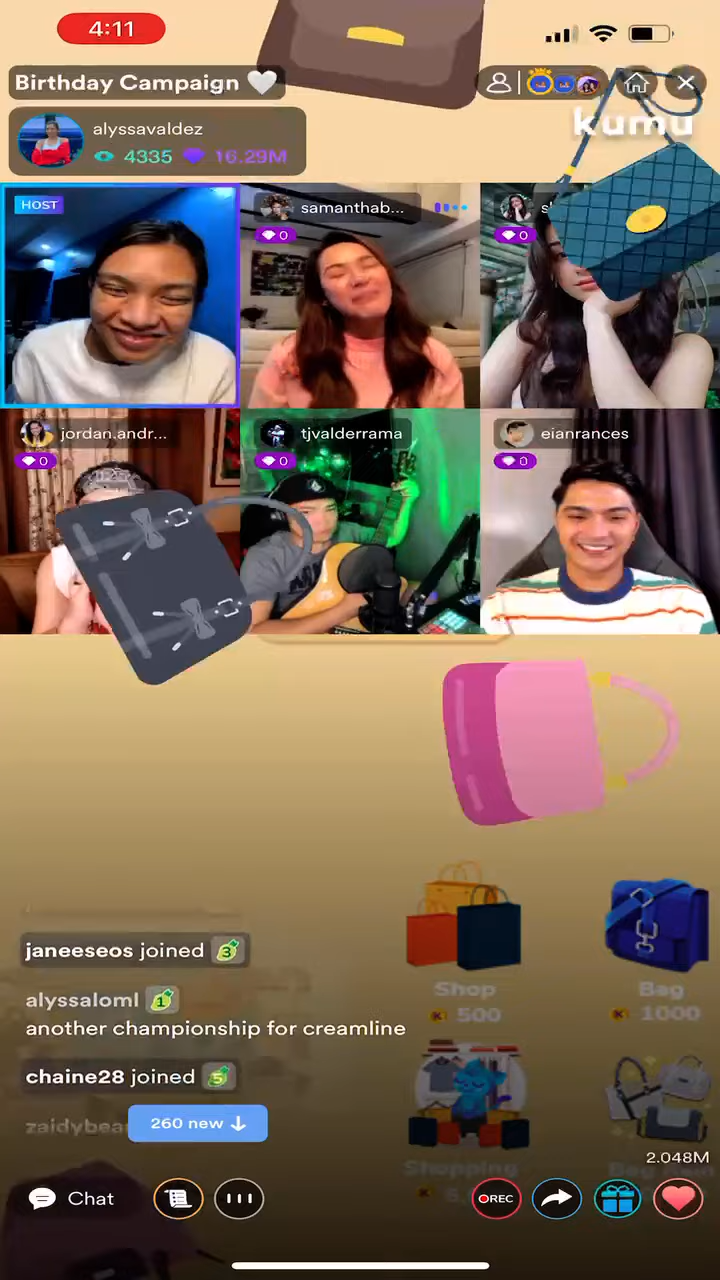 4:11
Birthday Campaign
kumu
alyssavaldez
4335 16.29M
HOST
samanthab...
0
0
jordan.andr...
tjvalderrama
eianrances
0
0
0
janeeseos joined 3
alyssaloml 1
another championship for creamline
chaine28 joined 5
260 new
Shop
500
Bag
1000
Shopping
2.048M
Chat
REC